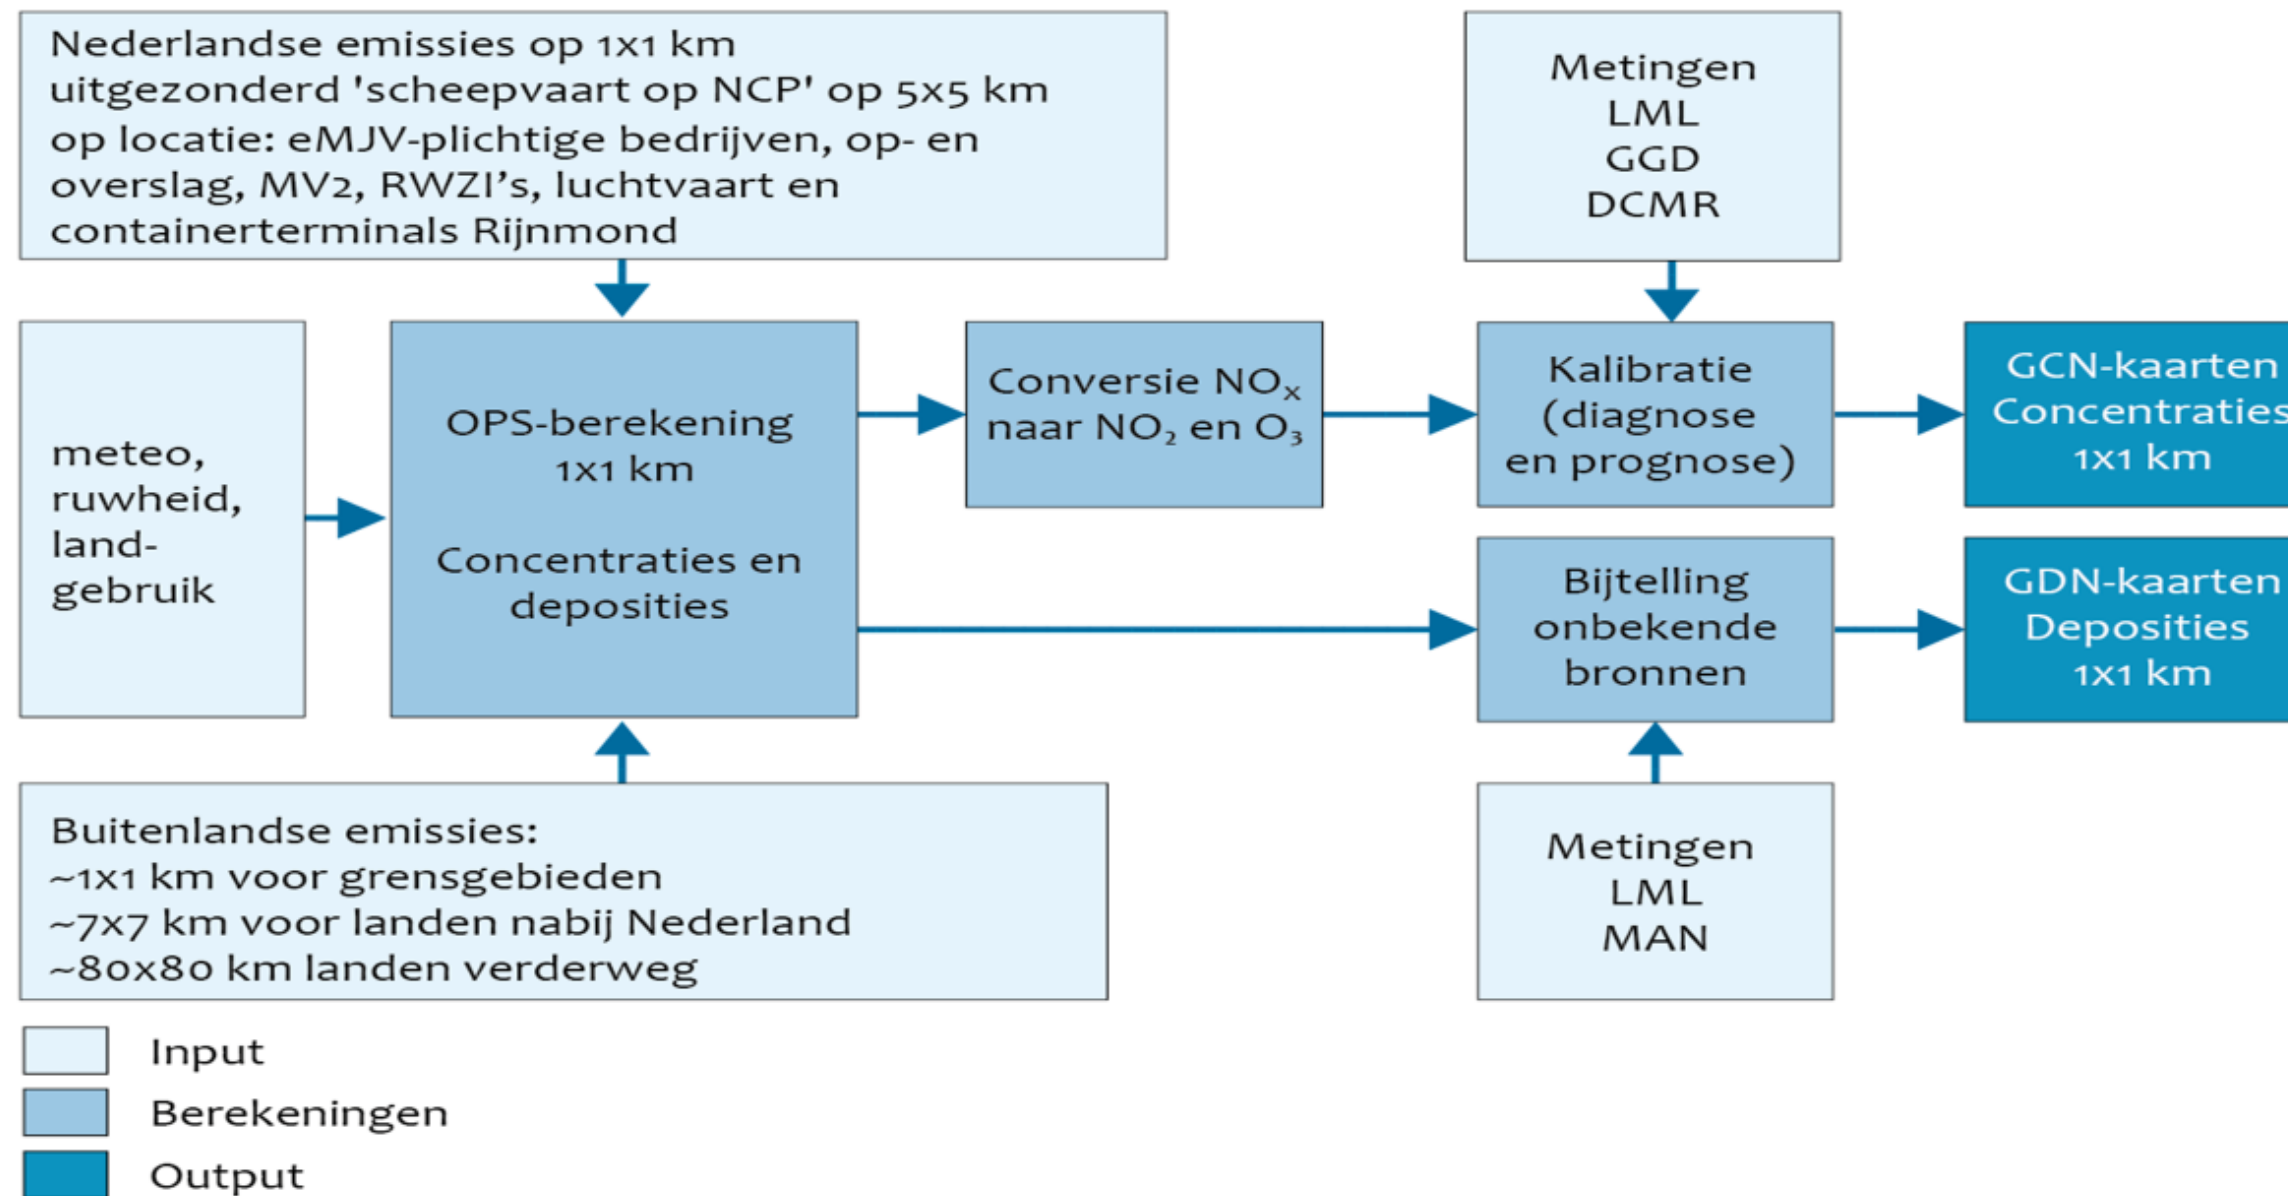 Nederlandse emissies op 1x1 km
uitgezonderd 'scheepvaart op NCP' op 5x5 km
op locatie: eMJV-plichtige bedrijven, op- en
overslag, MV2, RWZI’s, luchtvaart en
containerterminals Rijnmond
Metingen
LML
GGD
DCMR
meteo,
ruwheid,
land-
gebruik
OPS-berekening
1x1 km
Concentraties en
deposities
Conversie NOₓ
naar NO₂ en O₃
Kalibratie
(diagnose
en prognose)
GCN-kaarten
Concentraties
1x1 km
Bijtelling
onbekende
bronnen
GDN-kaarten
Deposities
1x1 km
Buitenlandse emissies:
~1x1 km voor grensgebieden
~7x7 km voor landen nabij Nederland
~80x80 km landen verderweg
Metingen
LML
MAN
Input
Berekeningen
Output